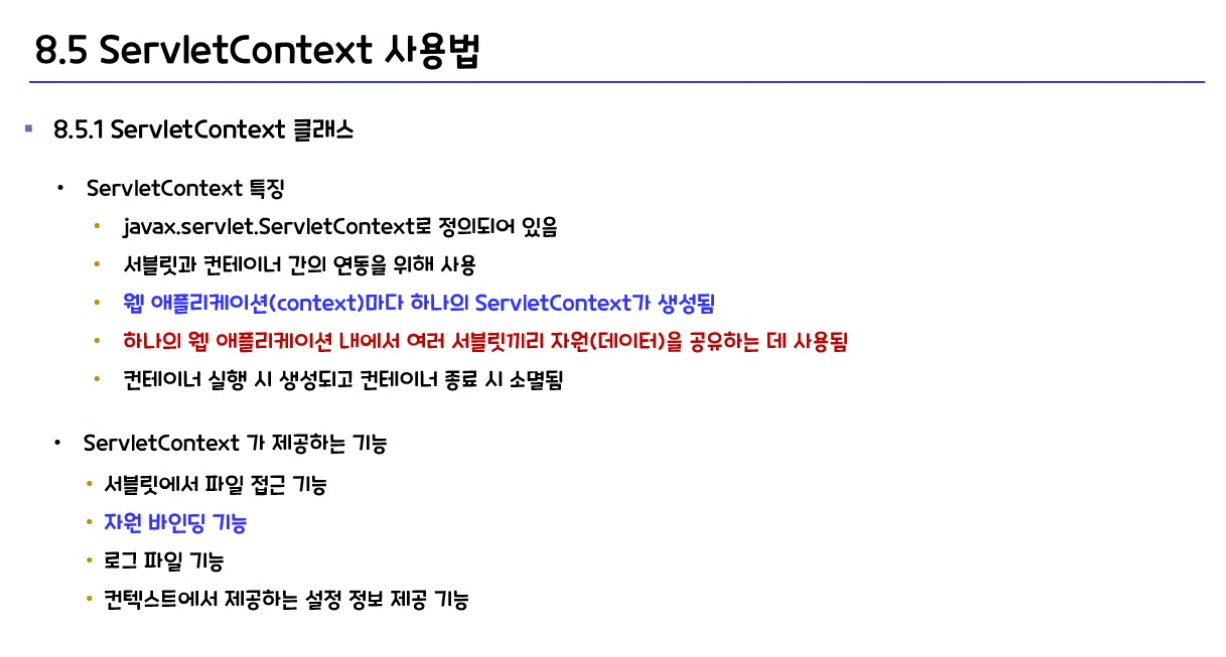 8.5 ServletContext 사용법
▪ 8.5.1 ServletContext 클래스
• ServletContext 특징
• javax.servlet.ServletContext로 정의되어 있음
• 서블릿과 컨테이너 간의 연동을 위해 사용
• 웹 애플리케이션(context)마다 하나의 ServletContext가 생성됨
• 하나의 웹 애플리케이션 내에서 여러 서블릿끼리 자원(데이터)을 공유하는 데 사용됨
• 컨테이너 실행 시 생성되고 컨테이너 종료 시 소멸됨
• ServletContext 가 제공하는 기능
• 서블릿에서 파일 접근 기능
• 자원 바인딩 기능
• 로그 파일 기능
• 컨텍스트에서 제공하는 설정 정보 제공 기능